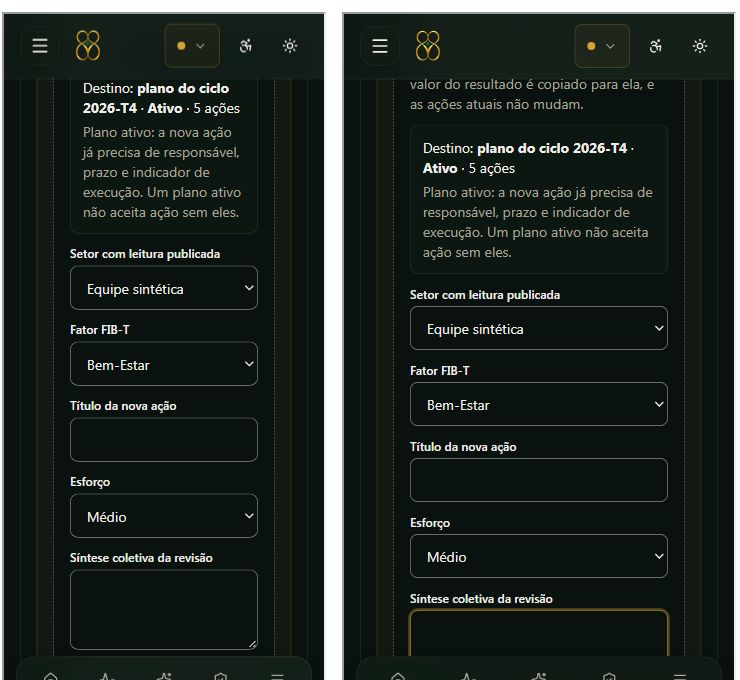 Destino: plano do ciclo
2026-T4 · Ativo · 5 ações
Plano ativo: a nova ação
já precisa de responsável,
prazo e indicador de
execução. Um plano ativo
não aceita ação sem eles.
Setor com leitura publicada
Equipe sintética
Fator FIB-T
Bem-Estar
Título da nova ação
Esforço
Médio
Síntese coletiva da revisão
valor do resultado é copiado para ela, e
as ações atuais não mudam.
Destino: plano do ciclo 2026-T4 ·
Ativo · 5 ações
Plano ativo: a nova ação já precisa de
responsável, prazo e indicador de
execução. Um plano ativo não aceita
ação sem eles.
Setor com leitura publicada
Equipe sintética
Fator FIB-T
Bem-Estar
Título da nova ação
Esforço
Médio
Síntese coletiva da revisão